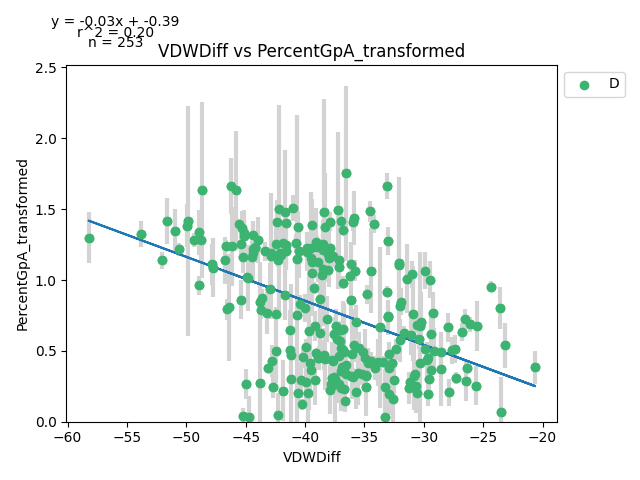 y = -0.03x + -0.39
r^2 = 0.20
n = 253
VDWDiff vs PercentGpA_transformed
D
2.5
2.0
1.5
1.0
0.5
0.0
PercentGpA_transformed
−60 −55 −50 −45 −40 −35 −30 −25 −20
VDWDiff